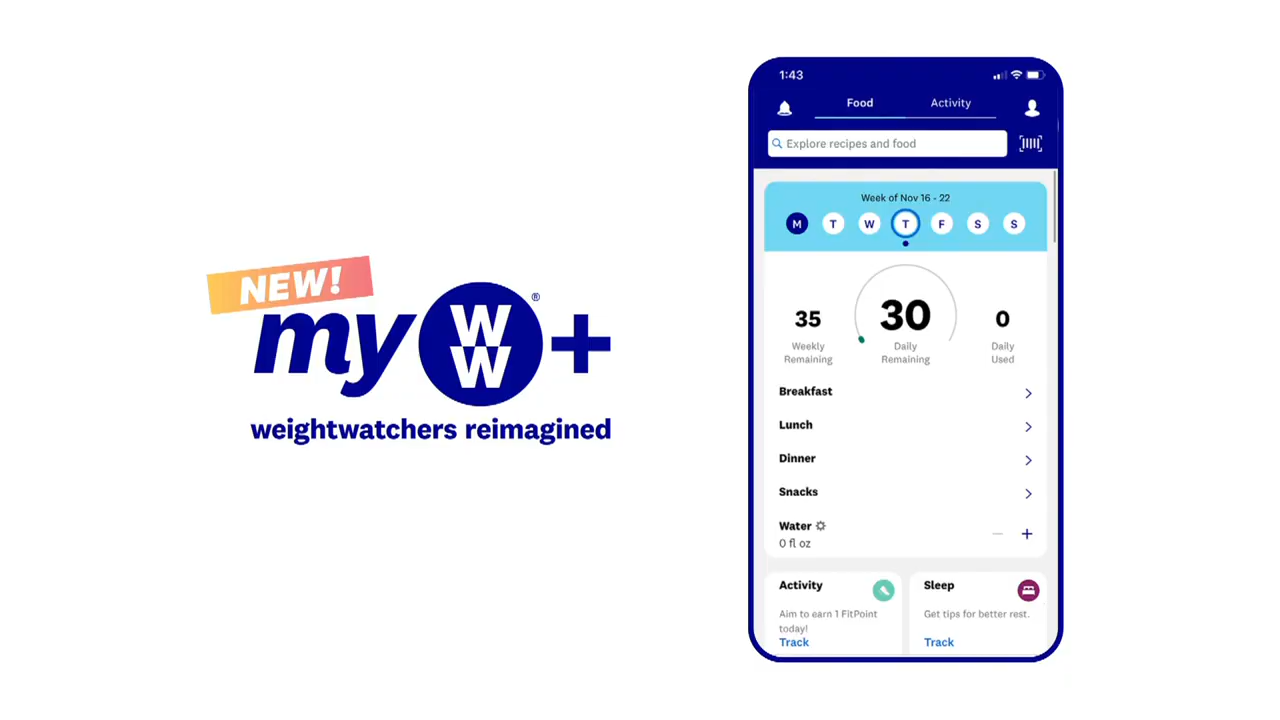 NEW!
my WW® +
weightwatchers reimagined
1:43
Food Activity
Explore recipes and food
Week of Nov 16 - 22
M T W T F S S
35 30 0
Weekly Daily Daily
Remaining Remaining Used
Breakfast
Lunch
Dinner
Snacks
Water
0 fl oz
Activity
Aim to earn 1 FitPoint
today!
Track
Sleep
Get tips for better rest.
Track